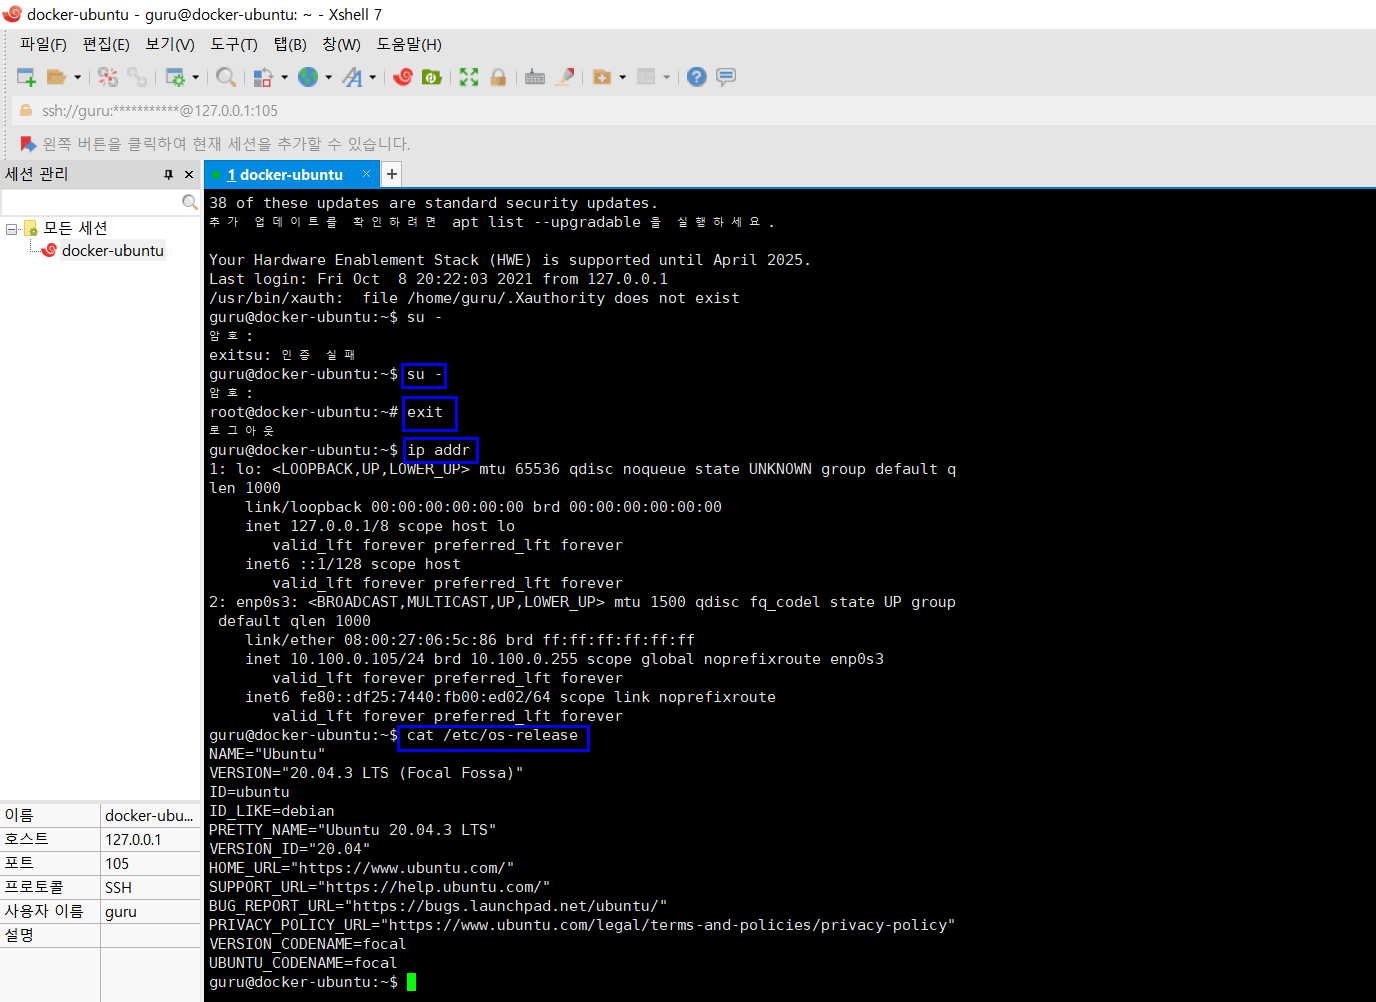 docker-ubuntu - guru@docker-ubuntu: ~ - Xshell 7
파일(F) 편집(E) 보기(V) 도구(T) 탭(B) 창(W) 도움말(H)
ssh://guru:***********@127.0.0.1:105
왼쪽 버튼을 클릭하여 현재 세션을 추가할 수 있습니다.
세션 관리
모든 세션
docker-ubuntu
이름 docker-ubu...
호스트 127.0.0.1
포트 105
프로토콜 SSH
사용자 이름 guru
설명
1 docker-ubuntu
38 of these updates are standard security updates.
추가 업데이트를 확인하려면 apt list --upgradable 을 실행하세요.
Your Hardware Enablement Stack (HWE) is supported until April 2025.
Last login: Fri Oct  8 20:22:03 2021 from 127.0.0.1
/usr/bin/xauth:  file /home/guru/.Xauthority does not exist
guru@docker-ubuntu:~$ su -
암호:
exitsu: 인증 실패
guru@docker-ubuntu:~$ su -
암호:
root@docker-ubuntu:~# exit
로그아웃
guru@docker-ubuntu:~$ ip addr
1: lo: <LOOPBACK,UP,LOWER_UP> mtu 65536 qdisc noqueue state UNKNOWN group default q
len 1000
    link/loopback 00:00:00:00:00:00 brd 00:00:00:00:00:00
    inet 127.0.0.1/8 scope host lo
       valid_lft forever preferred_lft forever
    inet6 ::1/128 scope host
       valid_lft forever preferred_lft forever
2: enp0s3: <BROADCAST,MULTICAST,UP,LOWER_UP> mtu 1500 qdisc fq_codel state UP group
 default qlen 1000
    link/ether 08:00:27:06:5c:86 brd ff:ff:ff:ff:ff:ff
    inet 10.100.0.105/24 brd 10.100.0.255 scope global noprefixroute enp0s3
       valid_lft forever preferred_lft forever
    inet6 fe80::df25:7440:fb00:ed02/64 scope link noprefixroute
       valid_lft forever preferred_lft forever
guru@docker-ubuntu:~$ cat /etc/os-release
NAME="Ubuntu"
VERSION="20.04.3 LTS (Focal Fossa)"
ID=ubuntu
ID_LIKE=debian
PRETTY_NAME="Ubuntu 20.04.3 LTS"
VERSION_ID="20.04"
HOME_URL="https://www.ubuntu.com/"
SUPPORT_URL="https://help.ubuntu.com/"
BUG_REPORT_URL="https://bugs.launchpad.net/ubuntu/"
PRIVACY_POLICY_URL="https://www.ubuntu.com/legal/terms-and-policies/privacy-policy"
VERSION_CODENAME=focal
UBUNTU_CODENAME=focal
guru@docker-ubuntu:~$